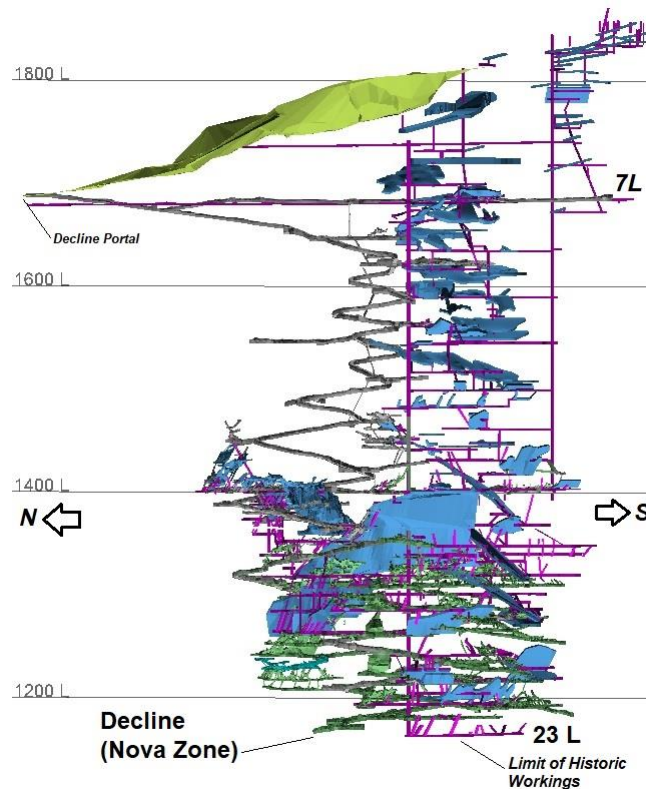 1800 L
7L
Decline Portal
1600 L
1400 L
N
S
1200 L
Decline
(Nova Zone)
23 L
Limit of Historic
Workings